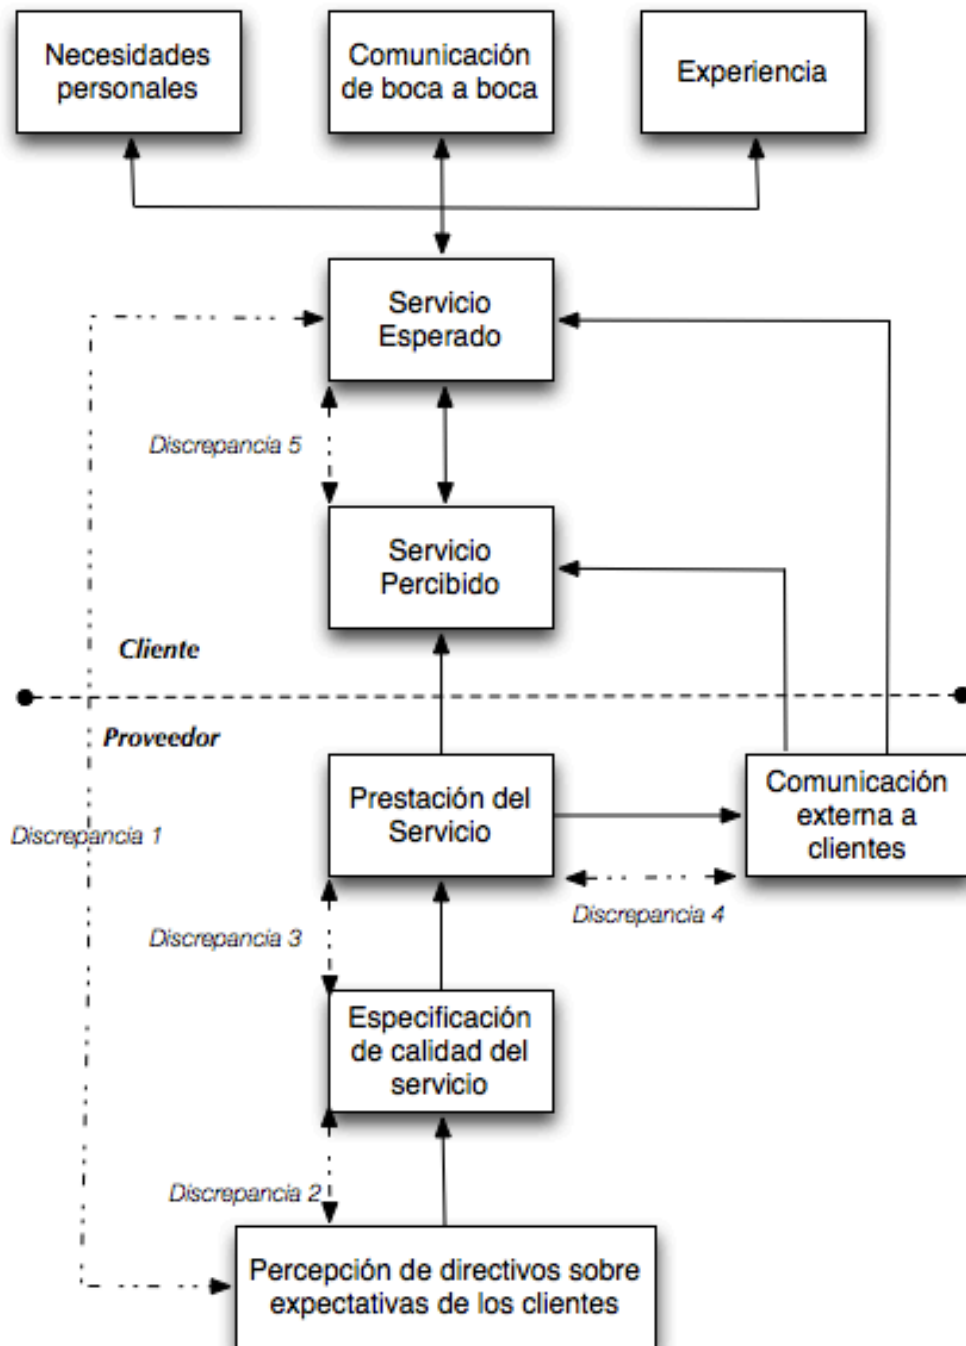 Necesidades
personales
Comunicación
de boca a boca
Experiencia
Servicio
Esperado
Discrepancia 5
Servicio
Percibido
Cliente
Proveedor
Prestación del
Servicio
Comunicación
externa a
clientes
Discrepancia 1
Discrepancia 4
Discrepancia 3
Especificación
de calidad del
servicio
Discrepancia 2
Percepción de directivos sobre
expectativas de los clientes